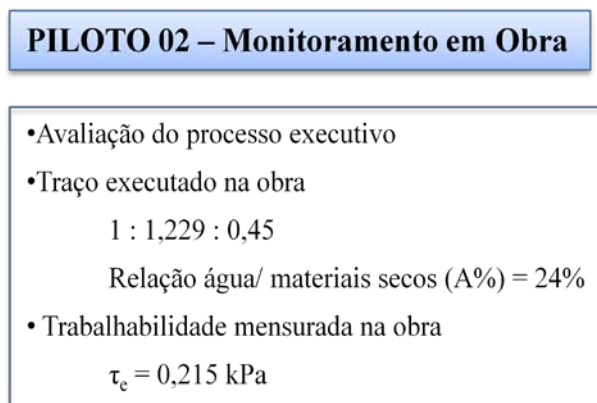 PILOTO 02 – Monitoramento em Obra
•Avaliação do processo executivo
•Traço executado na obra
1 : 1,229 : 0,45
Relação água/ materiais secos (A%) = 24%
• Trabalhabilidade mensurada na obra
τe = 0,215 kPa